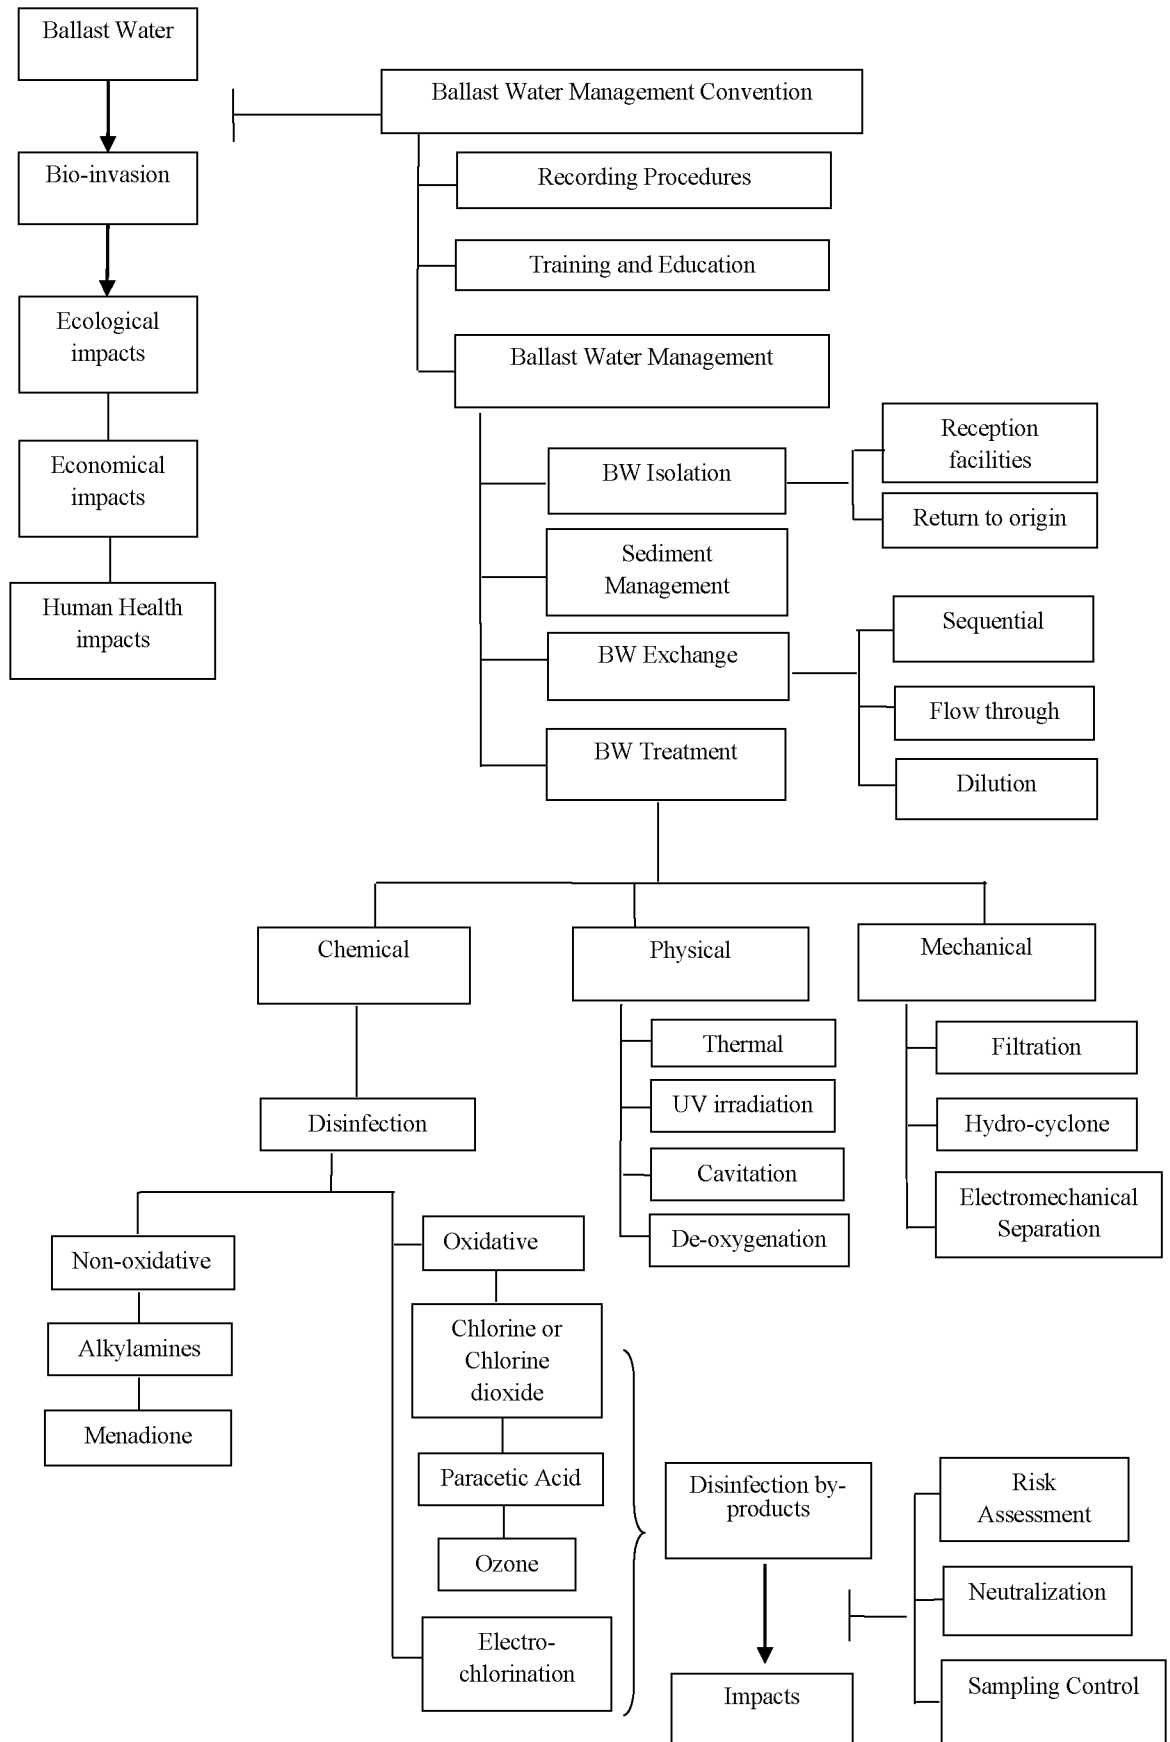 Ballast Water
Ballast Water Management Convention
Bio-invasion
Recording Procedures
Training and Education
Ecological
impacts
Ballast Water Management
Economical
impacts
Human Health
impacts
BW Isolation
Reception
facilities
Return to origin
Sediment
Management
BW Exchange
Sequential
Flow through
Dilution
BW Treatment
Chemical
Physical
Mechanical
Thermal
UV irradiation
Cavitation
De-oxygenation
Filtration
Hydro-cyclone
Electromechanical
Separation
Disinfection
Non-oxidative
Alkylamines
Menadione
Oxidative
Chlorine or
Chlorine
dioxide
Paracetic Acid
Ozone
Electro-
chlorination
Disinfection by-
products
Impacts
Risk
Assessment
Neutralization
Sampling Control